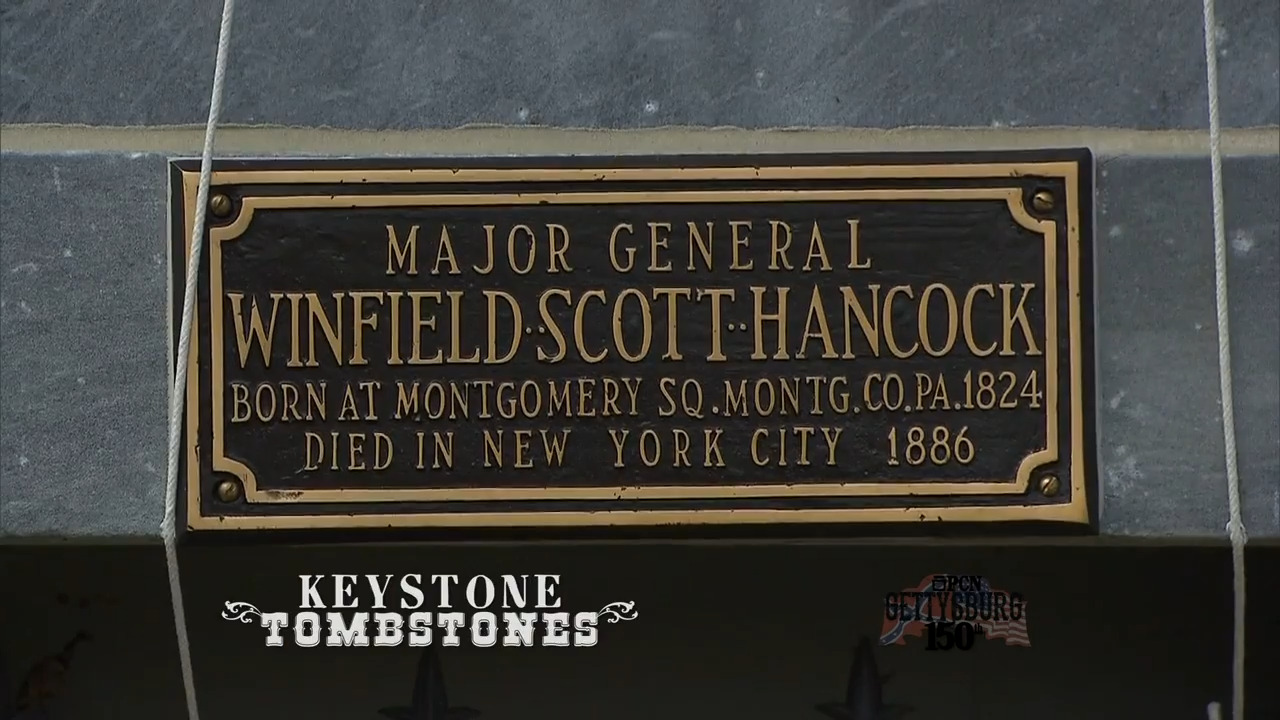 MAJOR GENERAL
WINFIELD··SCOTT··HANCOCK
BORN AT MONTGOMERY SQ.MONTG.CO.PA.1824
DIED IN NEW YORK CITY 1886
KEYSTONE
TOMBSTONES
PCN
GETTYSBURG
150th